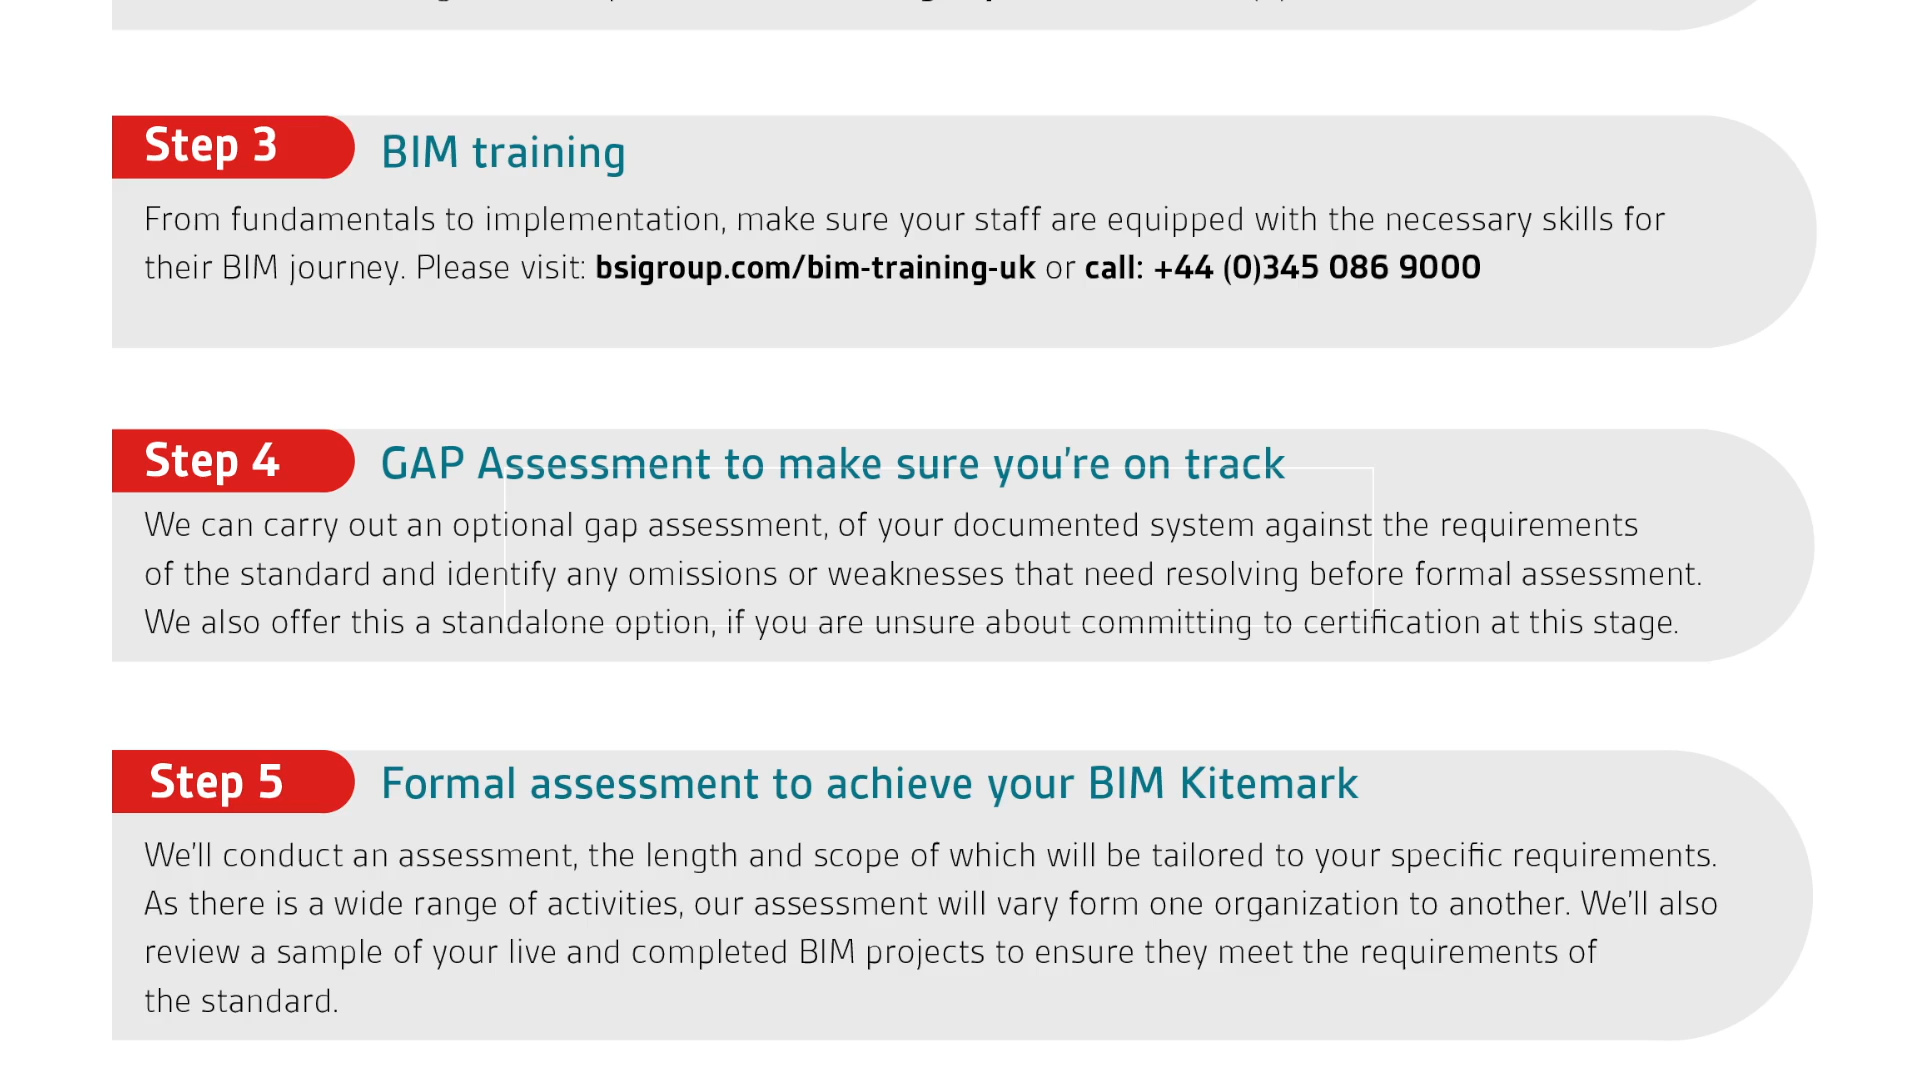 Step 3 BIM training
From fundamentals to implementation, make sure your staff are equipped with the necessary skills for
their BIM journey. Please visit: bsigroup.com/bim-training-uk or call: +44 (0)345 086 9000
Step 4 GAP Assessment to make sure you’re on track
We can carry out an optional gap assessment, of your documented system against the requirements
of the standard and identify any omissions or weaknesses that need resolving before formal assessment.
We also offer this a standalone option, if you are unsure about committing to certification at this stage.
Step 5 Formal assessment to achieve your BIM Kitemark
We’ll conduct an assessment, the length and scope of which will be tailored to your specific requirements.
As there is a wide range of activities, our assessment will vary form one organization to another. We’ll also
review a sample of your live and completed BIM projects to ensure they meet the requirements of
the standard.